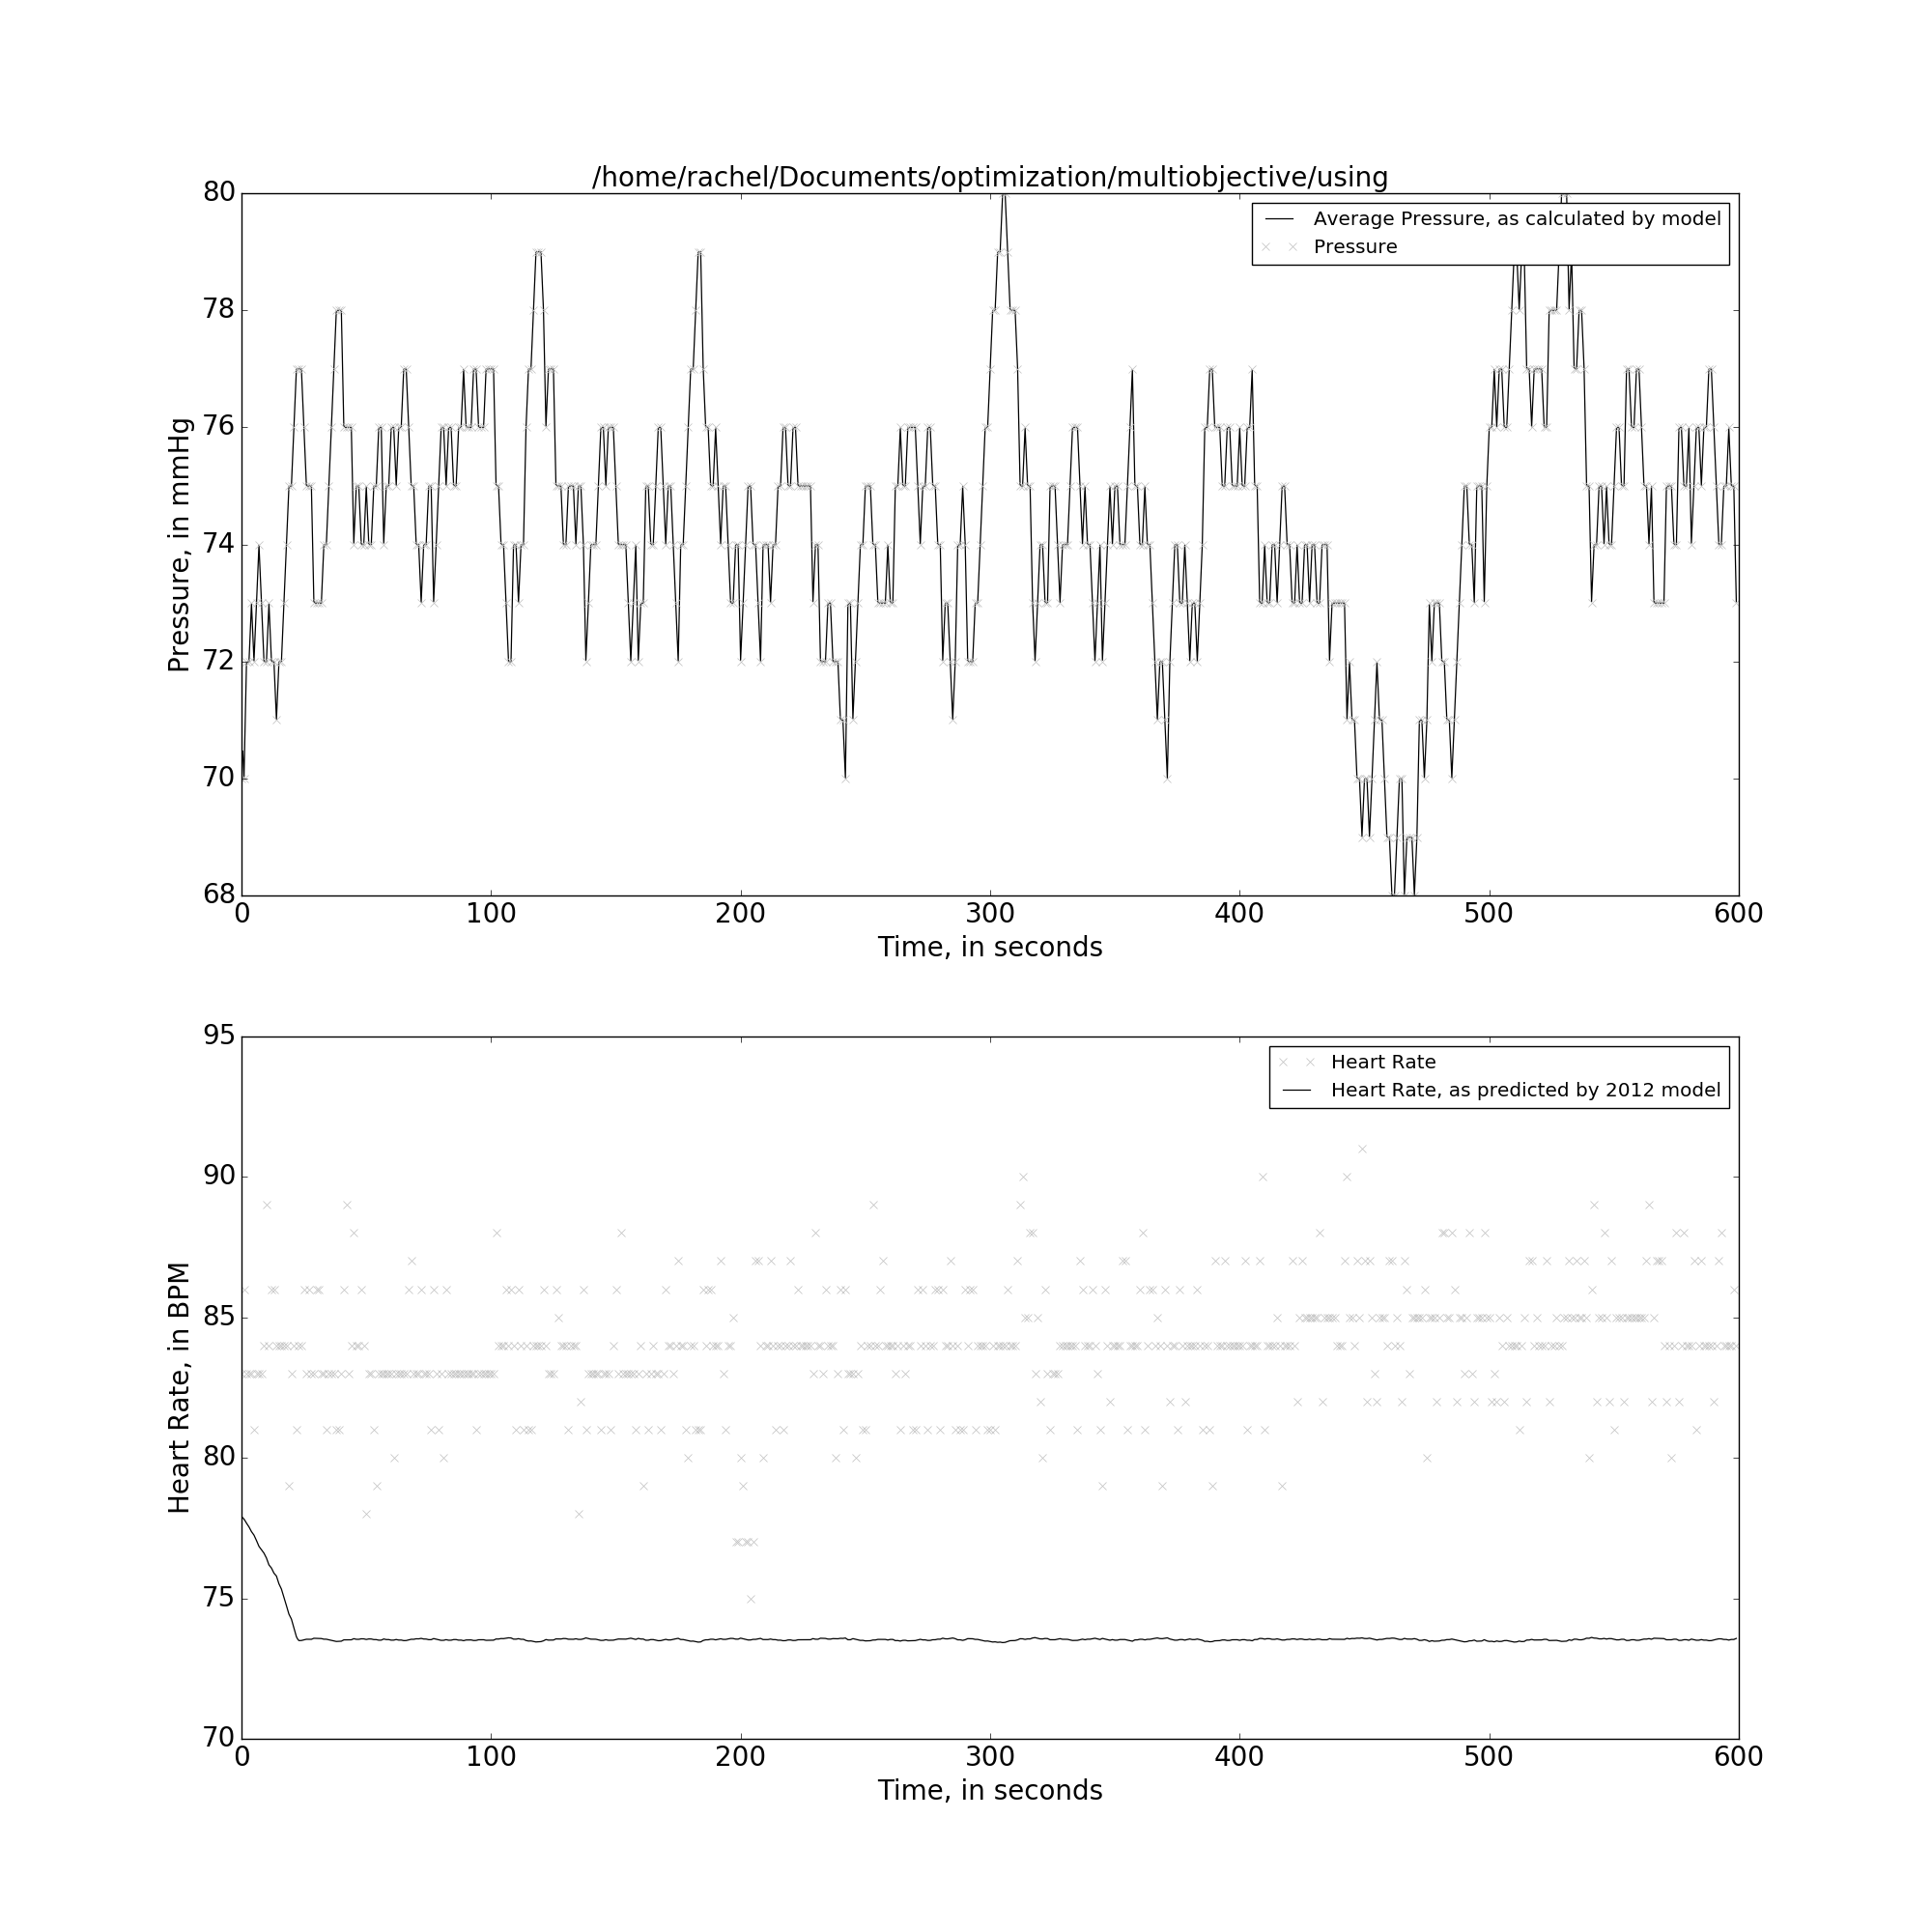 /home/rachel/Documents/optimization/multiobjective/using
80
78
76
74
72
70
68
Pressure, in mmHg
Average Pressure, as calculated by model
Pressure
0 100 200 300 400 500 600
Time, in seconds
95
90
85
80
75
70
Heart Rate, in BPM
Heart Rate
Heart Rate, as predicted by 2012 model
0 100 200 300 400 500 600
Time, in seconds